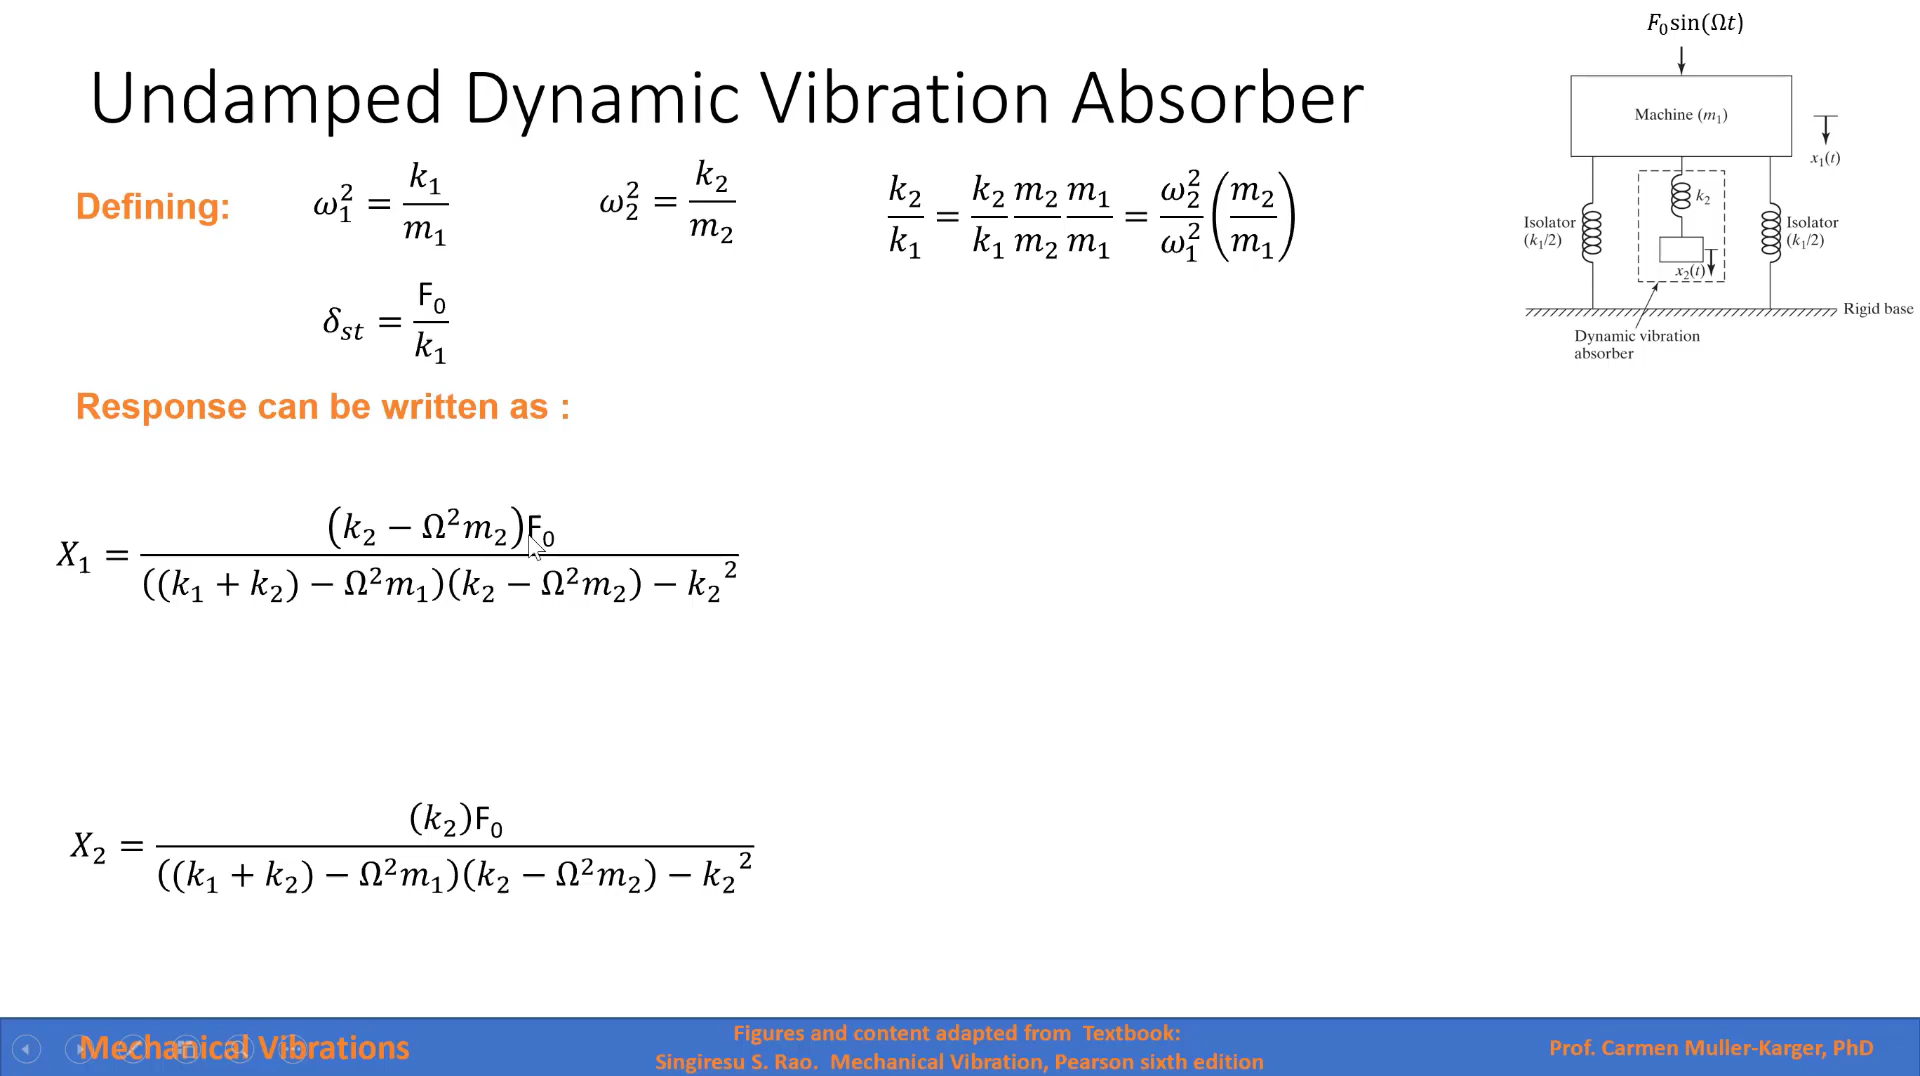 Undamped Dynamic Vibration Absorber
Defining:
ω₁² = k₁/m₁
ω₂² = k₂/m₂
k₂/k₁ = k₂/k₁ m₂/m₂ m₁/m₁ = ω₂²/ω₁² (m₂/m₁)
δₛₜ = F₀/k₁
Response can be written as :
X₁ = (k₂ − Ω²m₂)F₀ / ((k₁ + k₂) − Ω²m₁)(k₂ − Ω²m₂) − k₂²
X₂ = (k₂)F₀ / ((k₁ + k₂) − Ω²m₁)(k₂ − Ω²m₂) − k₂²
F₀sin(Ωt)
Machine (m₁)
x₁(t)
k₂
Isolator
(k₁/2)
Isolator
(k₁/2)
x₂(t)
Rigid base
Dynamic vibration
absorber
Mechanical Vibrations
Figures and content adapted from Textbook:
Singiresu S. Rao. Mechanical Vibration, Pearson sixth edition
Prof. Carmen Muller-Karger, PhD